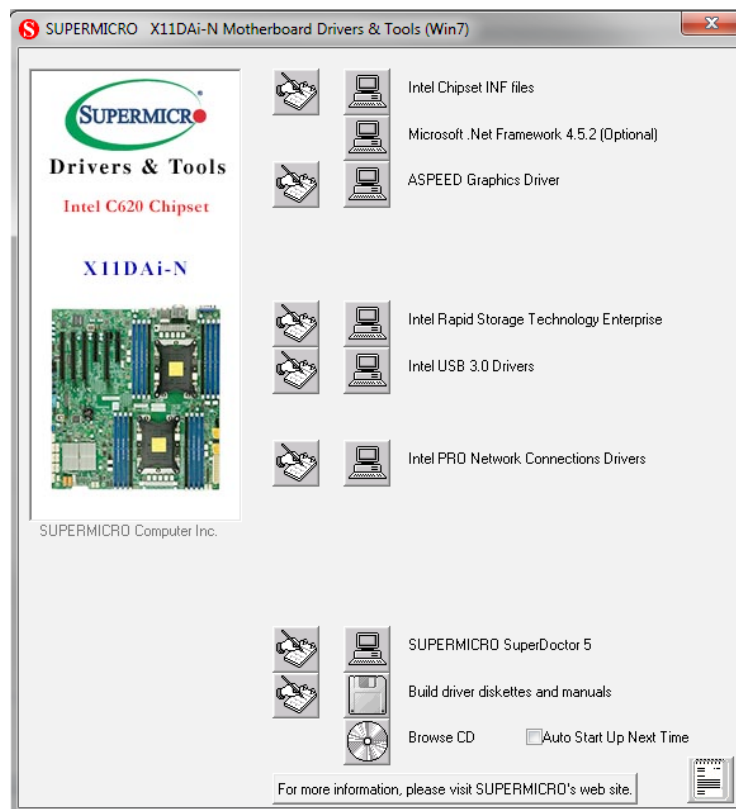 SUPERMICRO X11DAi-N Motherboard Drivers & Tools (Win7)
SUPERMICR
Drivers & Tools
Intel C620 Chipset
X11DAi-N
SUPERMICRO Computer Inc.
Intel Chipset INF files
Microsoft .Net Framework 4.5.2 (Optional)
ASPEED Graphics Driver
Intel Rapid Storage Technology Enterprise
Intel USB 3.0 Drivers
Intel PRO Network Connections Drivers
SUPERMICRO SuperDoctor 5
Build driver diskettes and manuals
Browse CD Auto Start Up Next Time
For more information, please visit SUPERMICRO's web site.